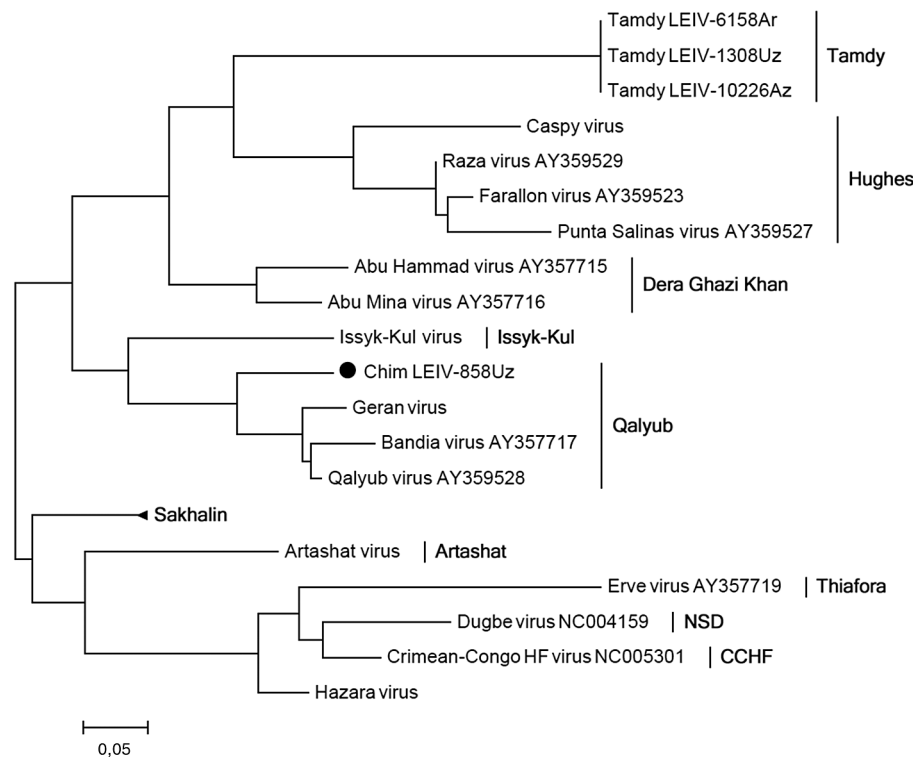 Tamdy LEIV-6158Ar
Tamdy LEIV-1308Uz
Tamdy
Tamdy LEIV-10226Az
Caspy virus
Raza virus AY359529
Hughes
Farallon virus AY359523
Punta Salinas virus AY359527
Abu Hammad virus AY357715
Dera Ghazi Khan
Abu Mina virus AY357716
Issyk-Kul virus
Issyk-Kul
Chim LEIV-858Uz
Geran virus
Qalyub
Bandia virus AY357717
Qalyub virus AY359528
Sakhalin
Artashat virus
Artashat
Erve virus AY357719
Thiafora
Dugbe virus NC004159
NSD
Crimean-Congo HF virus NC005301
CCHF
Hazara virus
0,05